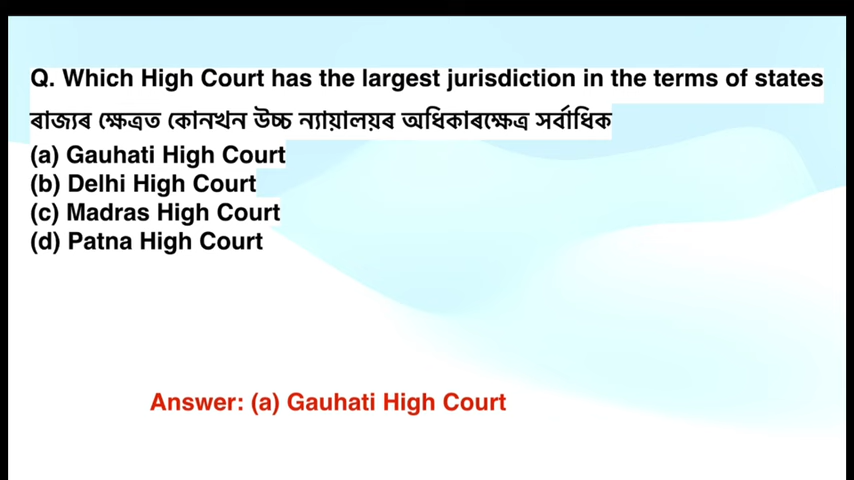 Q. Which High Court has the largest jurisdiction in the terms of states
ৰাজ্যৰ ক্ষেত্ৰত কোনখন উচ্চ ন্যায়ালয়ৰ অধিকাৰক্ষেত্ৰ সৰ্বাধিক
(a) Gauhati High Court
(b) Delhi High Court
(c) Madras High Court
(d) Patna High Court
Answer: (a) Gauhati High Court